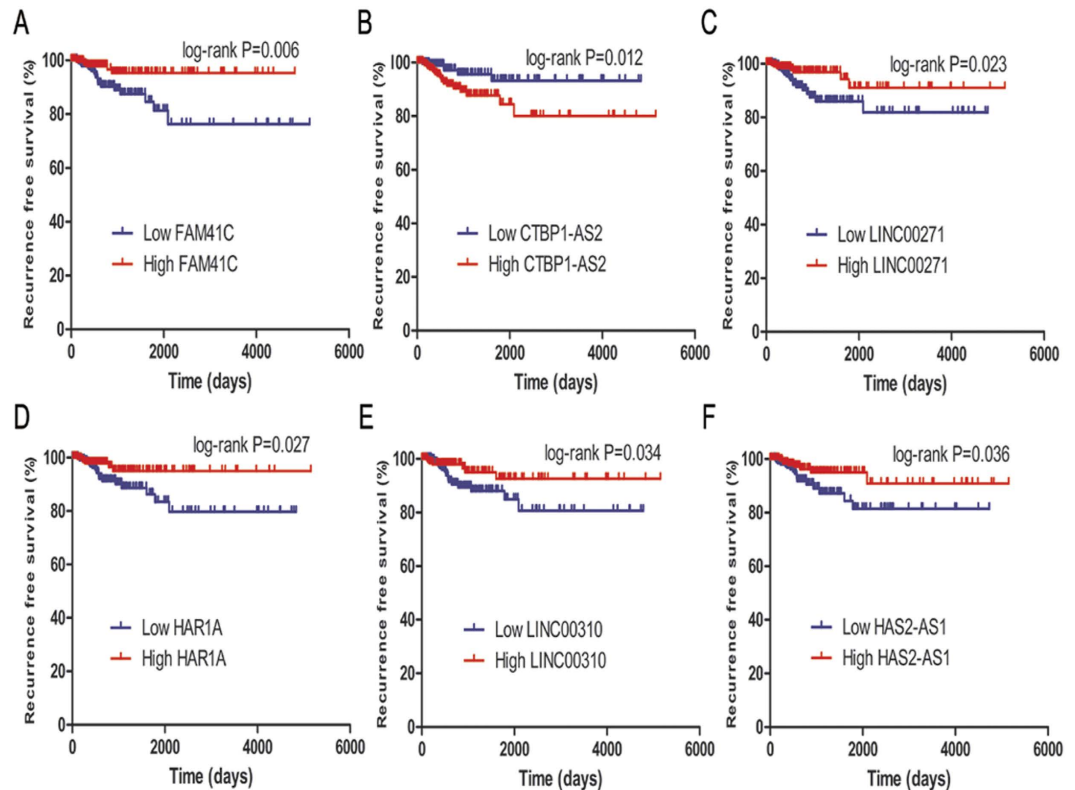 A
log-rank P=0.006
Recurrence free survival (%)
100
80
60
40
80
0
Low FAM41C
High FAM41C
0 2000 4000 6000
Time (days)
B
log-rank P=0.012
Recurrence free survival (%)
100
80
60
40
80
0
Low CTBP1-AS2
High CTBP1-AS2
0 2000 4000 6000
Time (days)
C
log-rank P=0.023
Recurrence free survival (%)
100
80
60
40
80
0
Low LINC00271
High LINC00271
0 2000 4000 6000
Time (days)
D
log-rank P=0.027
Recurrence free survival (%)
100
80
60
40
80
0
Low HAR1A
High HAR1A
0 2000 4000 6000
Time (days)
E
log-rank P=0.034
Recurrence free survival (%)
100
80
60
40
80
0
Low LINC00310
High LINC00310
0 2000 4000 6000
Time (days)
F
log-rank P=0.036
Recurrence free survival (%)
100
80
60
40
80
0
Low HAS2-AS1
High HAS2-AS1
0 2000 4000 6000
Time (days)